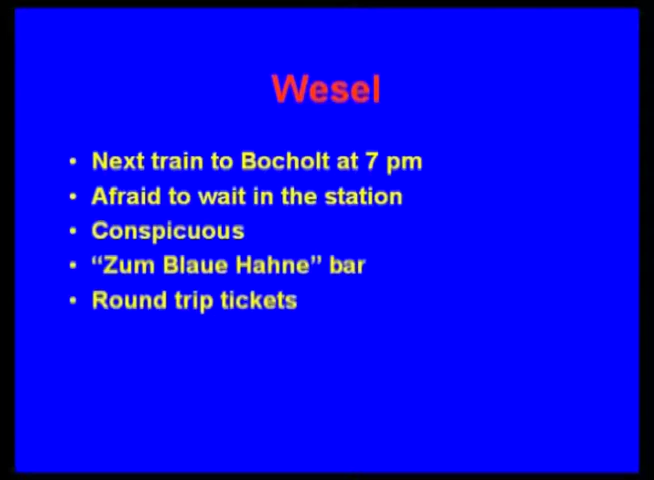 Wesel
• Next train to Bocholt at 7 pm
• Afraid to wait in the station
• Conspicuous
• “Zum Blaue Hahne” bar
• Round trip tickets